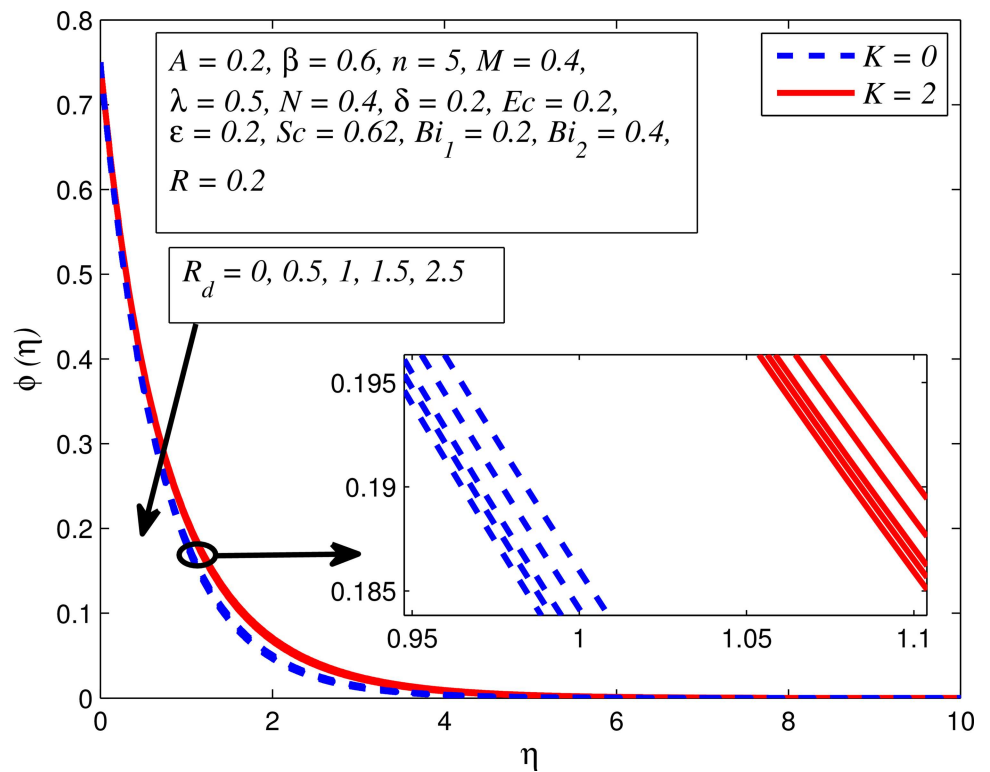 0.8
0.7
0.6
0.5
0.4
0.3
0.2
0.1
0
ϕ (η)
A = 0.2, β = 0.6, n = 5, M = 0.4,
λ = 0.5, N = 0.4, δ = 0.2, Ec = 0.2,
ε = 0.2, Sc = 0.62, Bi₁ = 0.2, Bi₂ = 0.4,
R = 0.2
K = 0
K = 2
R_d = 0, 0.5, 1, 1.5, 2.5
0.195
0.19
0.185
0.95 1 1.05 1.1
0 2 4 6 8 10
η